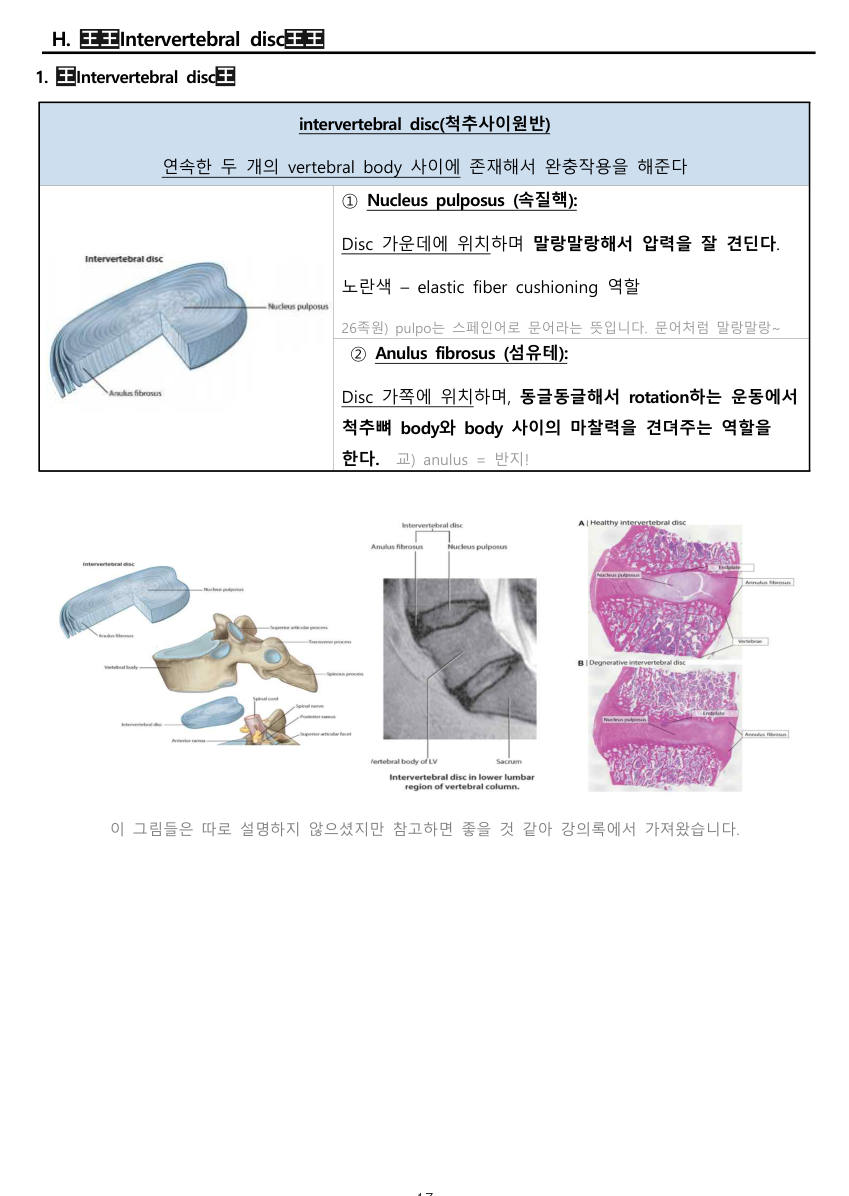 H. 王王Intervertebral disc王王
1. 王Intervertebral disc王
intervertebral disc(척추사이원반)
연속한 두 개의 vertebral body 사이에 존재해서 완충작용을 해준다
Intervertebral disc
Nucleus pulposus
Anulus fibrosus
① Nucleus pulposus (속질핵):
Disc 가운데에 위치하며 말랑말랑해서 압력을 잘 견딘다.
노란색 – elastic fiber cushioning 역할
26족원) pulpo는 스페인어로 문어라는 뜻입니다. 문어처럼 말랑말랑~
② Anulus fibrosus (섬유테):
Disc 가쪽에 위치하며, 동글동글해서 rotation하는 운동에서
척추뼈 body와 body 사이의 마찰력을 견뎌주는 역할을
한다. 교) anulus = 반지!
Intervertebral disc
Nucleus pulposus
Anulus fibrosus
Superior articular process
Transverse process
Vertebral body
Spinous process
Spinal cord
Spinal nerve
Posterior ramus
Intervertebral disc
Superior articular facet
Anterior ramus
Intervertebral disc
Anulus fibrosus
Nucleus pulposus
Vertebral body of LV
Sacrum
Intervertebral disc in lower lumbar
region of vertebral column.
A | Healthy intervertebral disc
Endplate
Nucleus pulposus
Annulus fibrosus
Vertebrae
B | Degnerative intervertebral disc
Endplate
Nucleus pulposus
Annulus fibrosus
이 그림들은 따로 설명하지 않으셨지만 참고하면 좋을 것 같아 강의록에서 가져왔습니다.